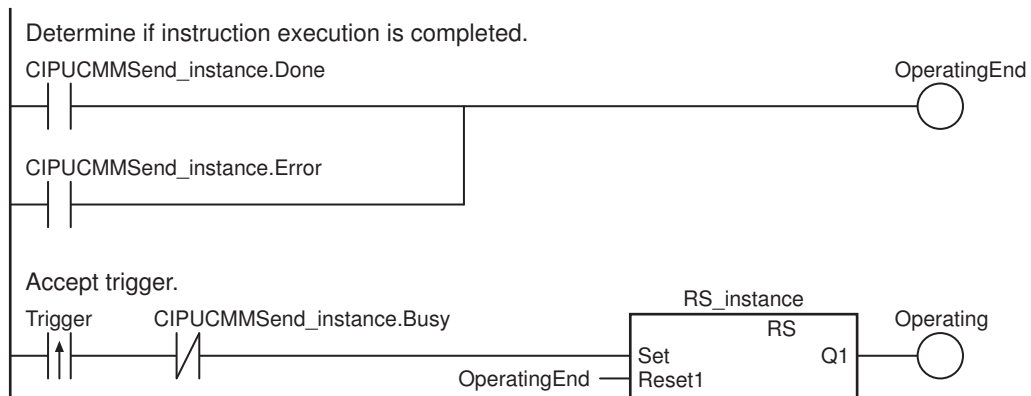 Determine if instruction execution is completed.
CIPUCMMSend_instance.Done
OperatingEnd
CIPUCMMSend_instance.Error
Accept trigger.
Trigger
CIPUCMMSend_instance.Busy
RS_instance
RS
Operating
Set
Q1
OperatingEnd
Reset1